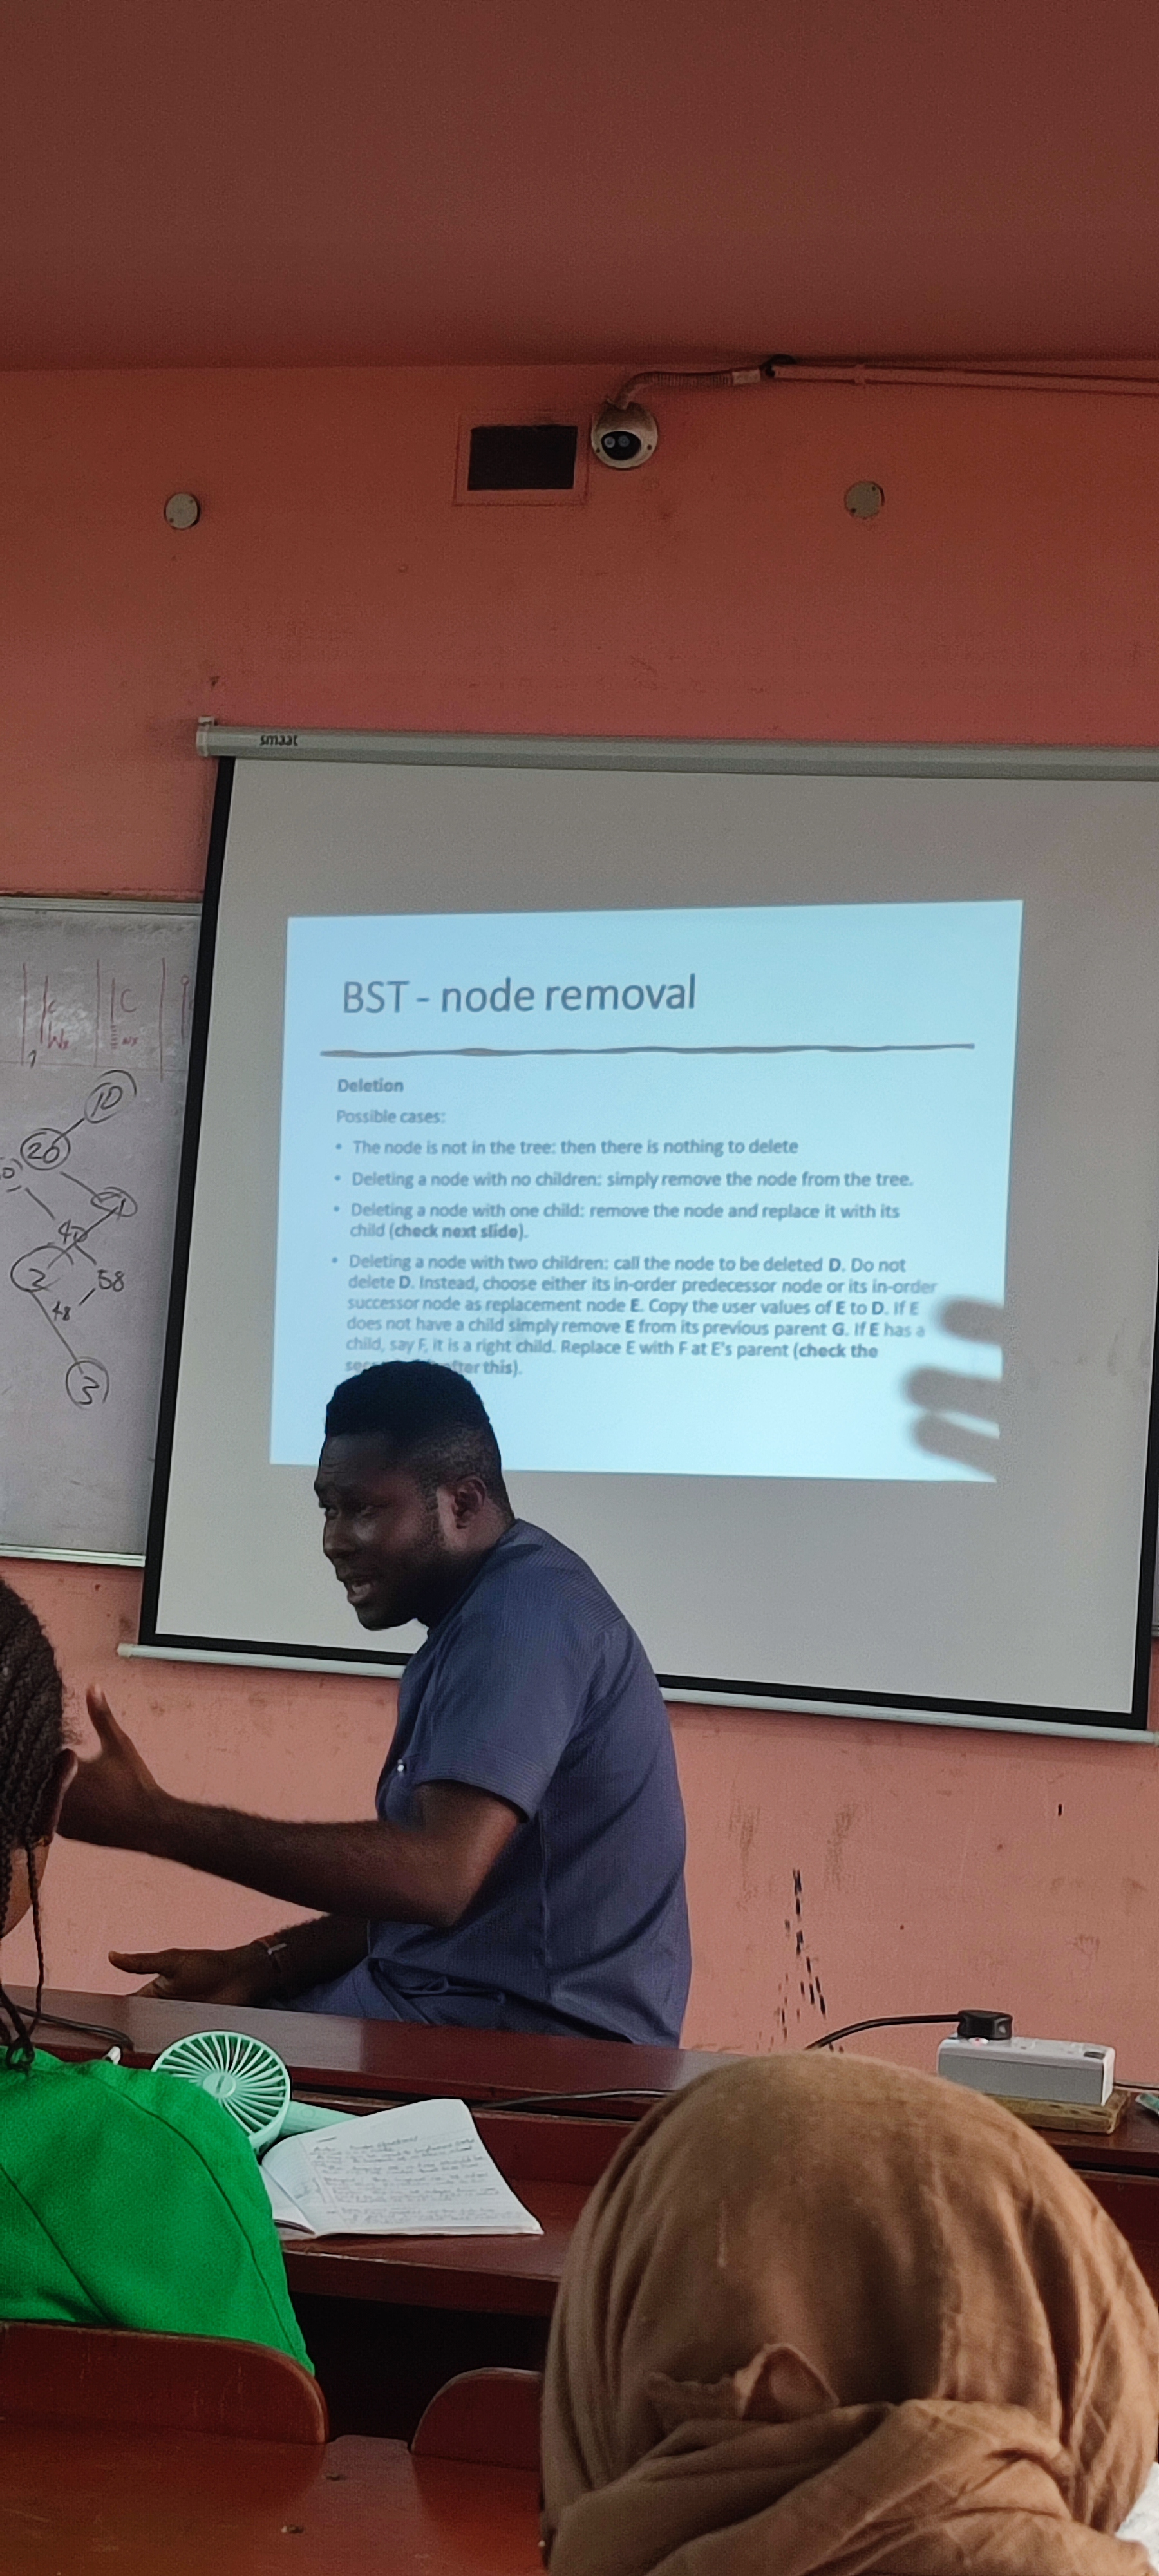 smaat
BST - node removal
Deletion
Possible cases:
• The node is not in the tree: then there is nothing to delete
• Deleting a node with no children: simply remove the node from the tree.
• Deleting a node with one child: remove the node and replace it with its
child (check next slide).
• Deleting a node with two children: call the node to be deleted D. Do not
delete D. Instead, choose either its in-order predecessor node or its in-order
successor node as replacement node E. Copy the user values of E to D. If E
does not have a child simply remove E from its previous parent G. If E has a
child, say F, it is a right child. Replace E with F at E's parent (check the
after this).
C
10
20
40
2
58
48
3